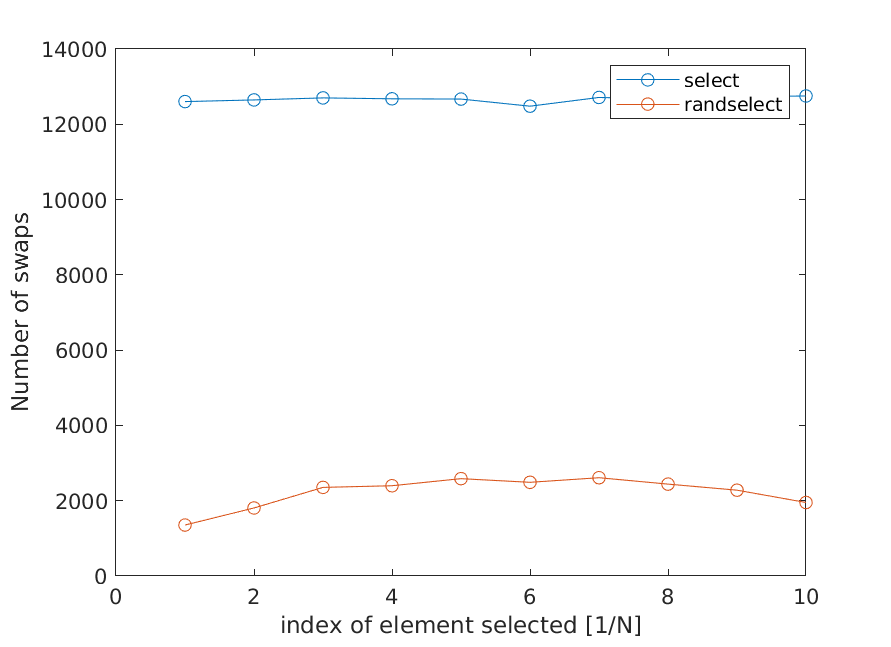 14000
12000
10000
8000
6000
4000
2000
0
Number of swaps
select
randselect
0 2 4 6 8 10
index of element selected [1/N]